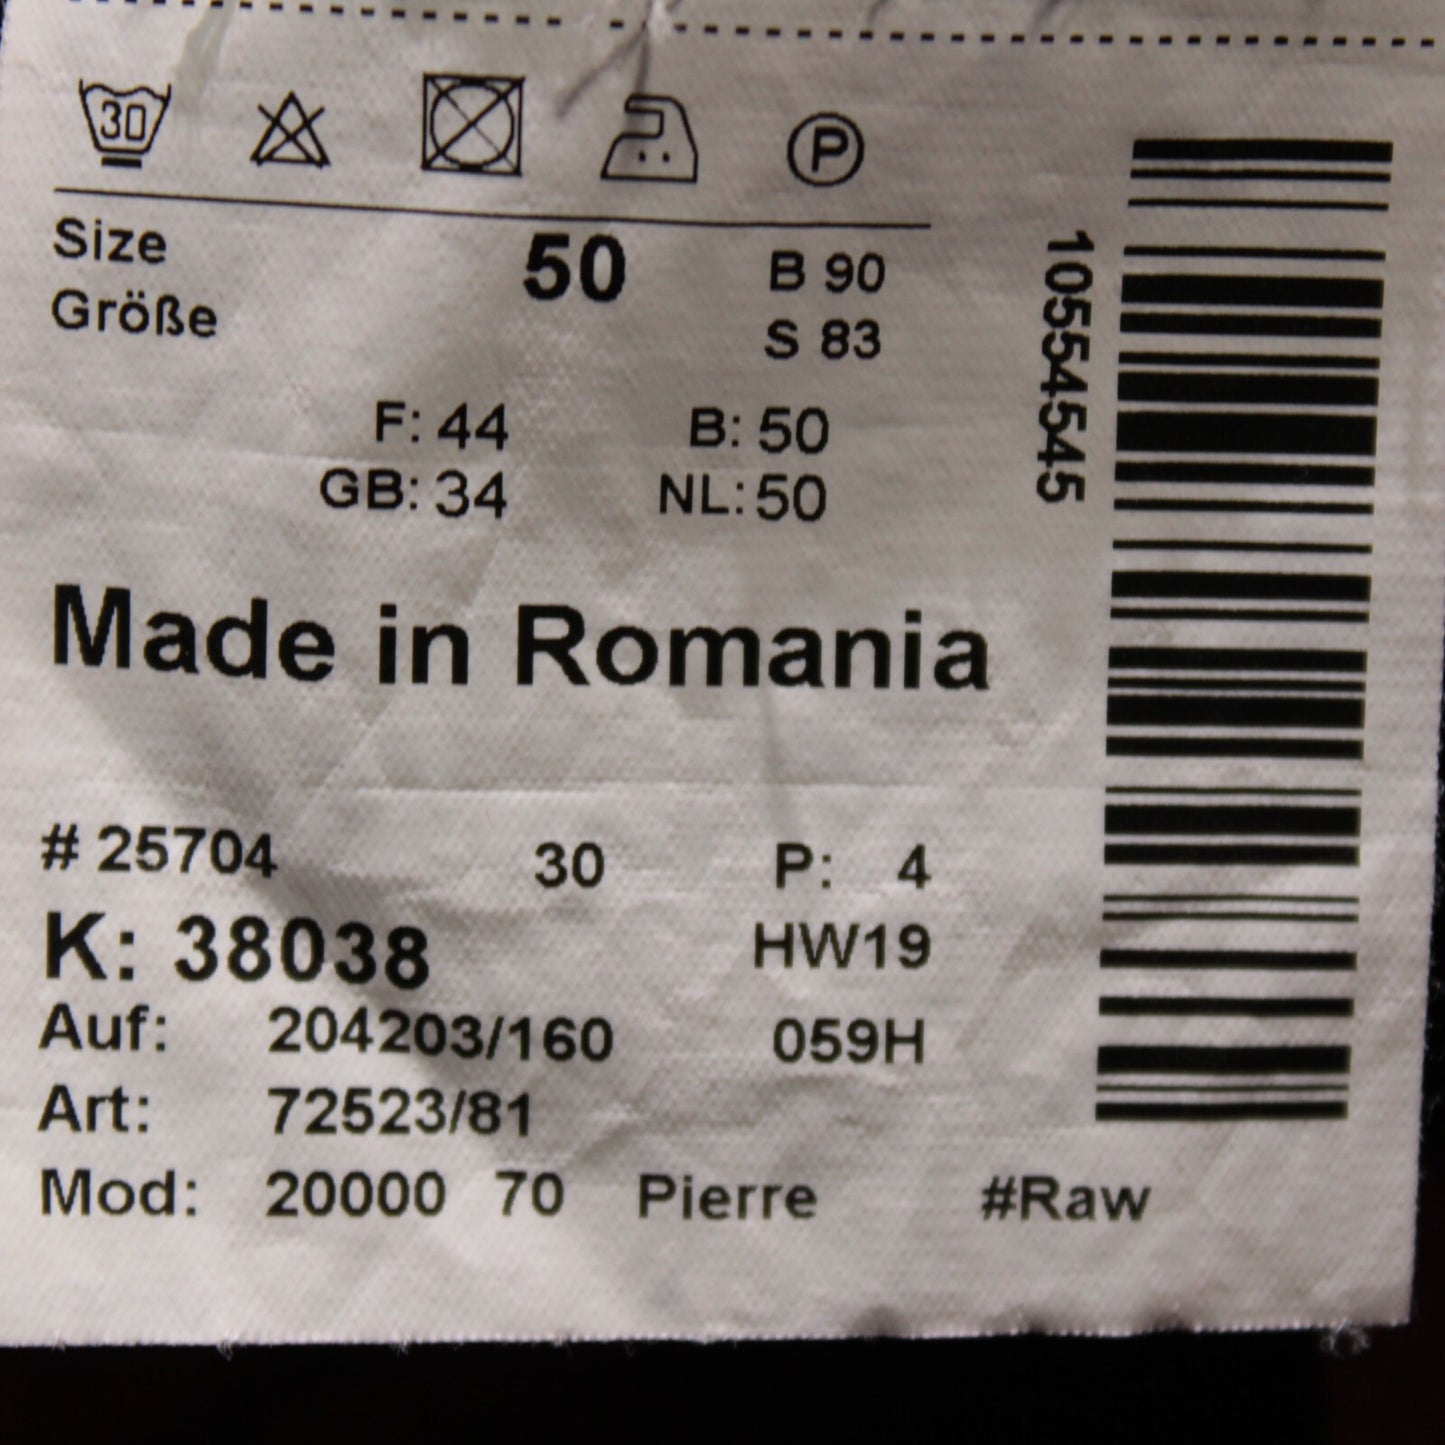 30 P
Size 50 B 90
Größe S 83
F: 44 B: 50
GB: 34 NL: 50
Made in Romania
# 25704 30 P: 4
K: 38038 HW19
Auf: 204203/160 059H
Art: 72523/81
Mod: 20000 70 Pierre #Raw
10554545